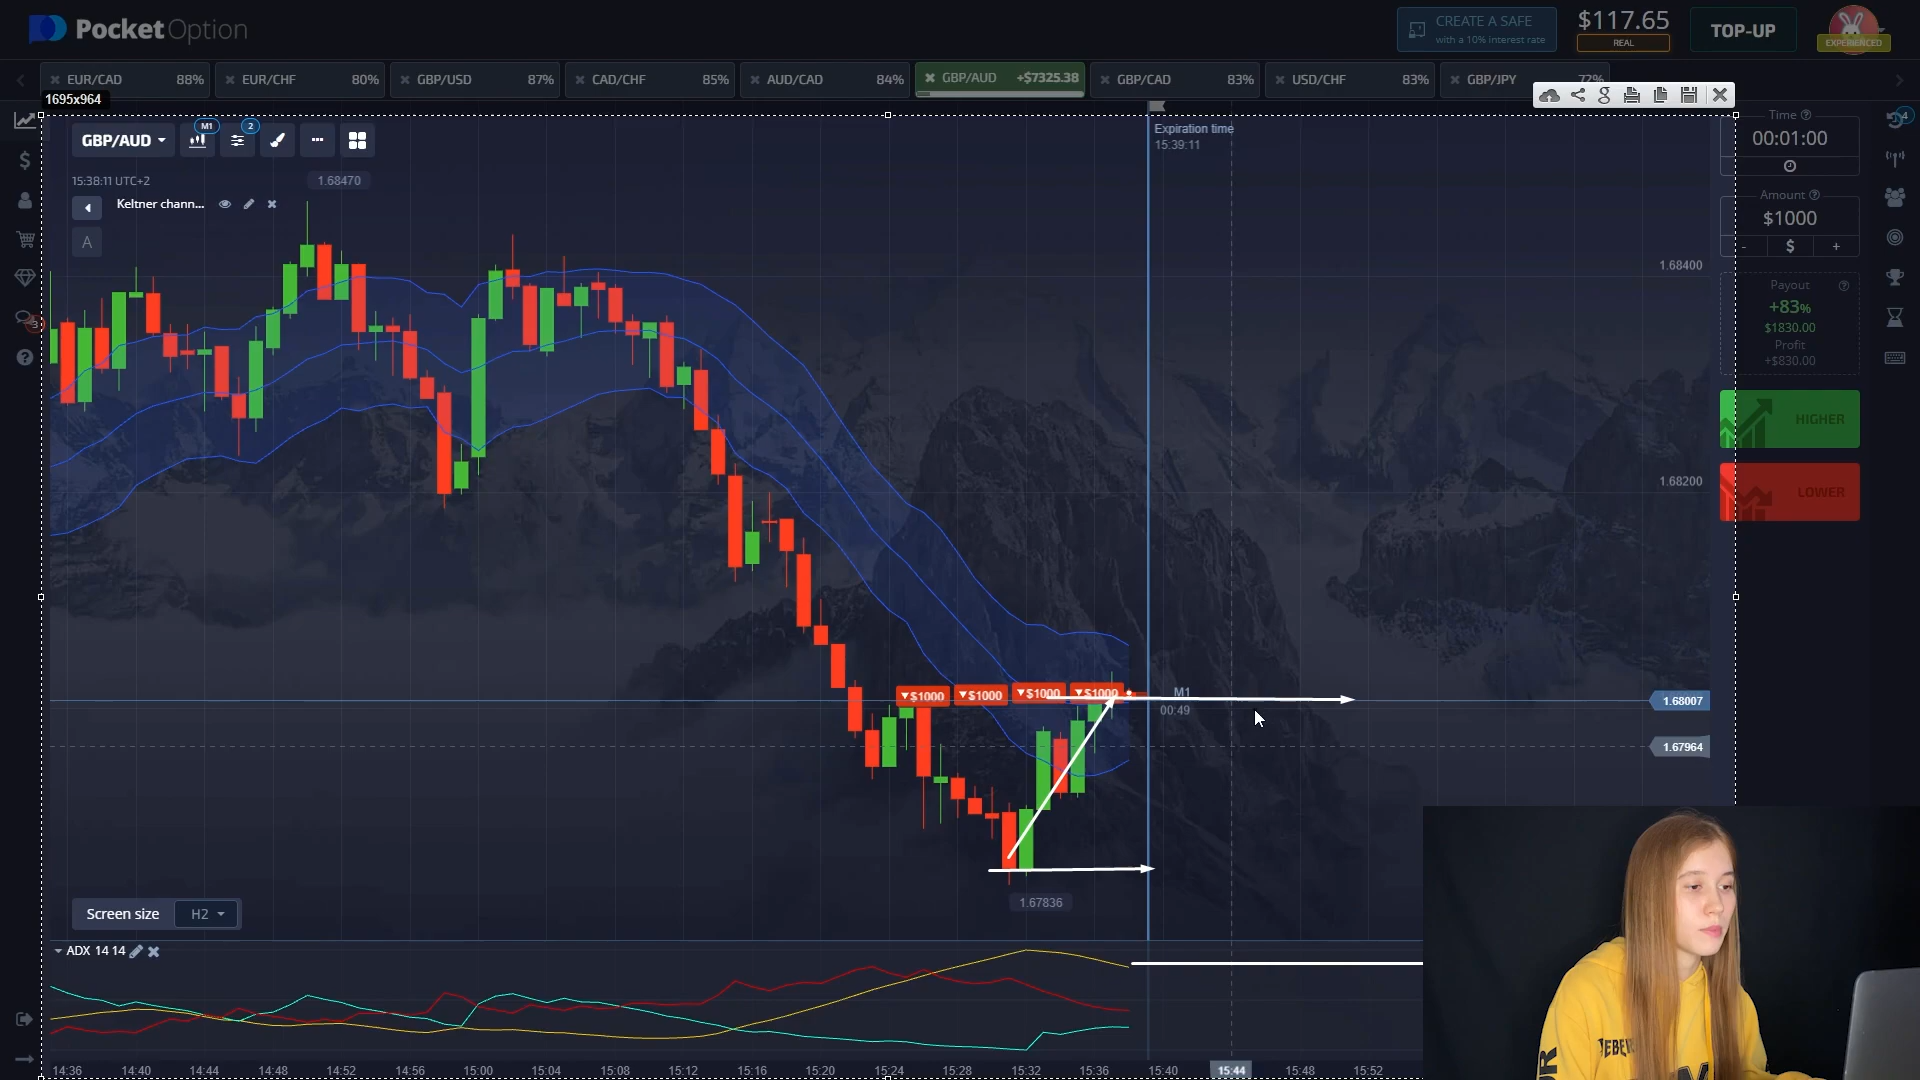 PocketOption
CREATE A SAFE
with a 10% interest rate
$117.65
REAL
TOP-UP
EXPERIENCED
EUR/CAD 88%
EUR/CHF 80%
GBP/USD 87%
CAD/CHF 85%
AUD/CAD 84%
GBP/AUD +$7325.38
GBP/CAD 83%
USD/CHF 83%
GBP/JPY 72%
1695x964
GBP/AUD
M1
2
15:38:11 UTC+2
1.68470
Keltner chann...
A
Expiration time
15:39:11
Time
00:01:00
Amount
$1000
- $ +
Payout
+83%
$1830.00
Profit
+$830.00
HIGHER
LOWER
4
3
1.68400
1.68200
$1000 $1000 $1000 $1000
M1
00:49
1.68007
1.67964
1.67836
Screen size H2
ADX 14 14
14:36 14:40 14:44 14:48 14:52 14:56 15:00 15:04 15:08 15:12 15:16 15:20 15:24 15:28 15:32 15:36 15:40 15:44 15:48 15:52